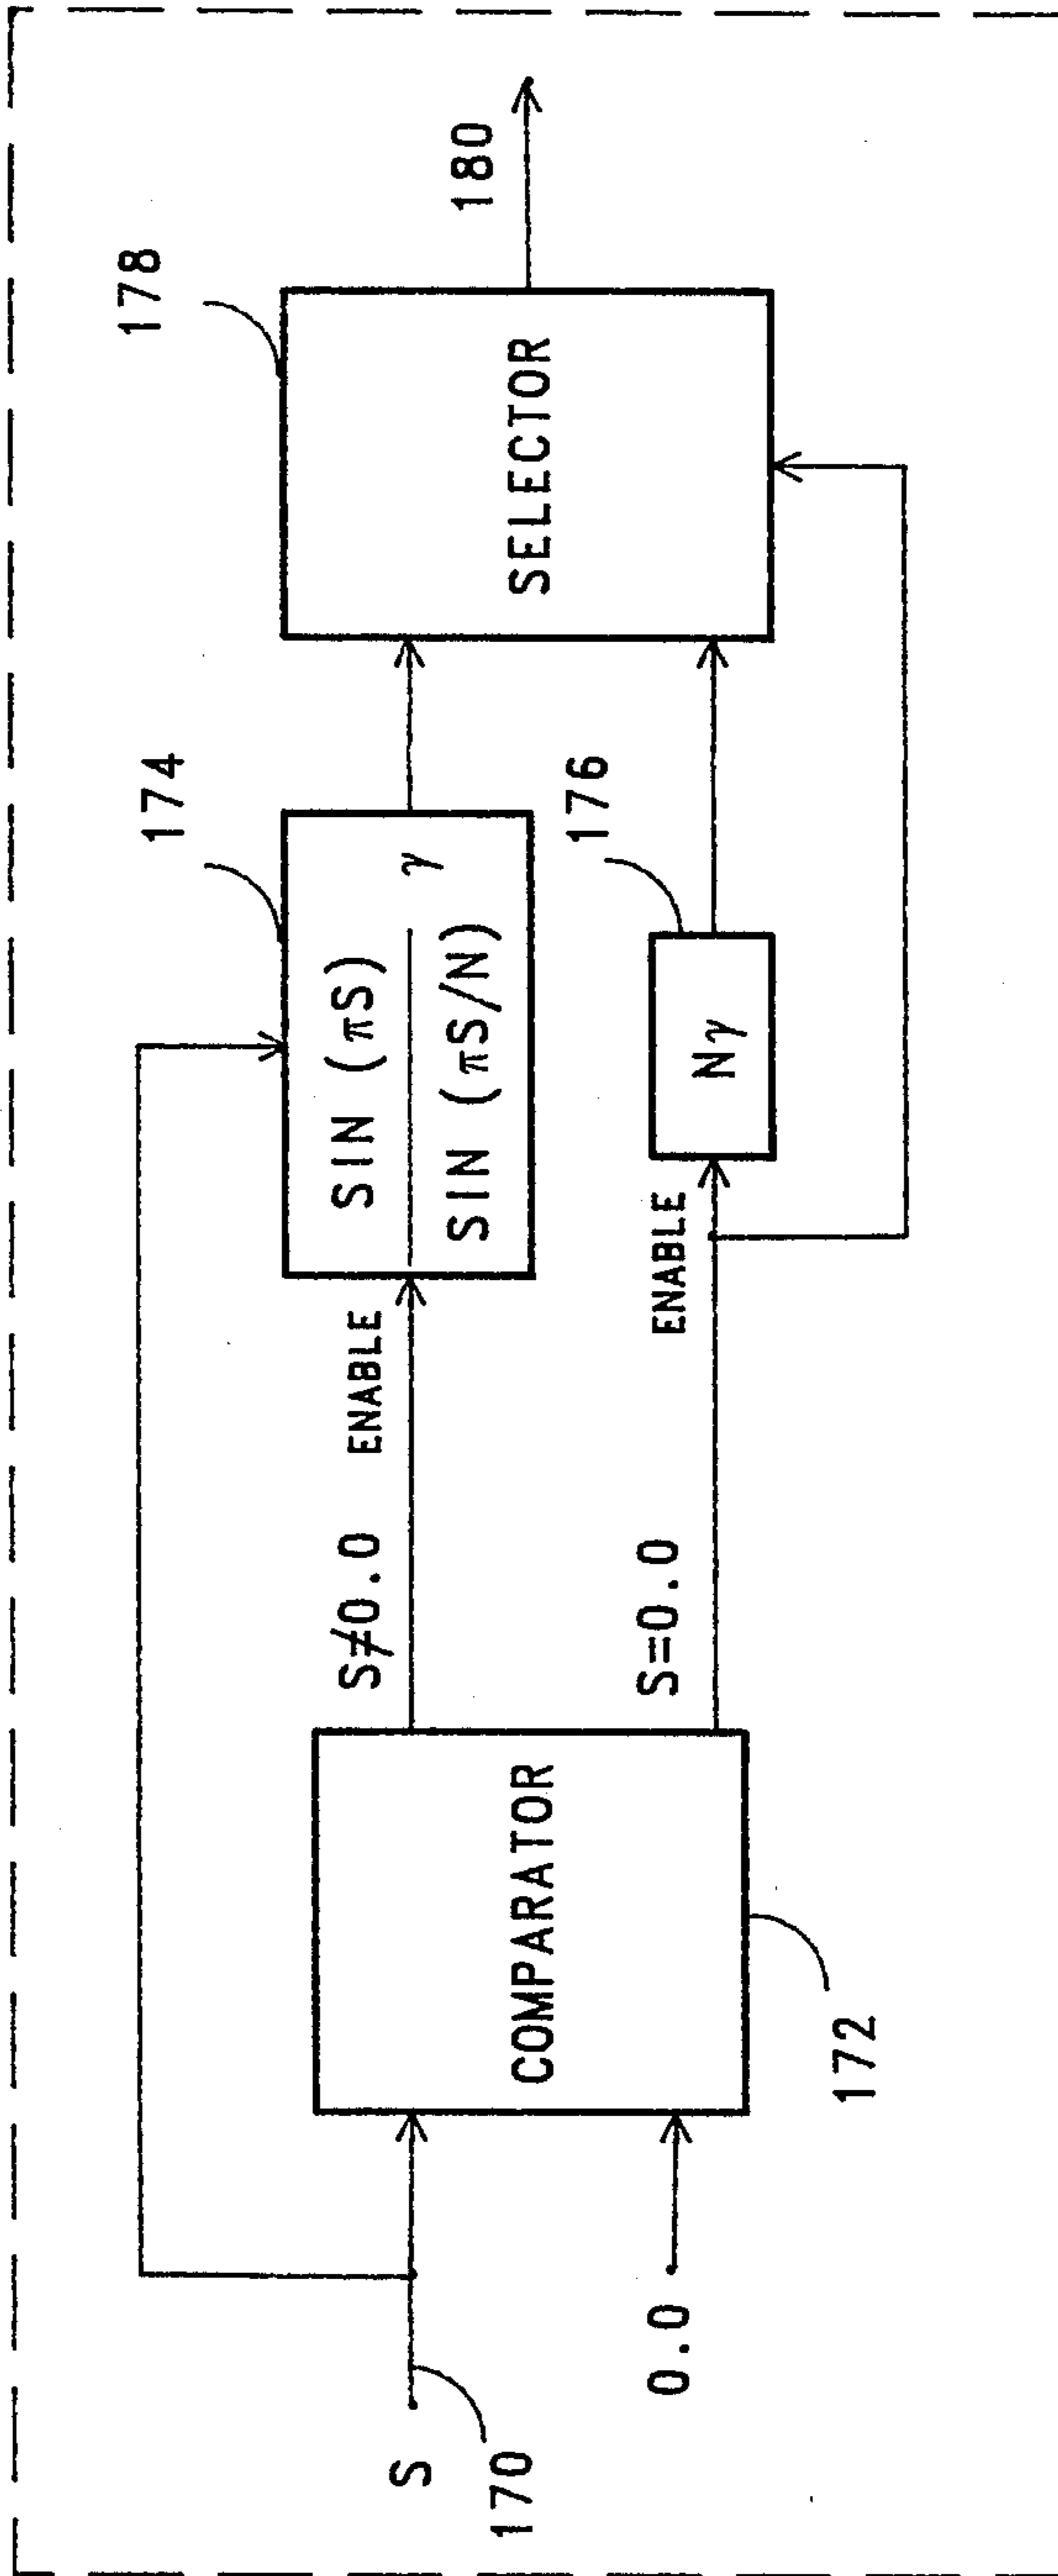 S
170
0.0
COMPARATOR
172
S≠0.0
ENABLE
S=0.0
ENABLE
174
SIN (πS)
SIN (πS/N)
γ
176
Nγ
178
SELECTOR
180